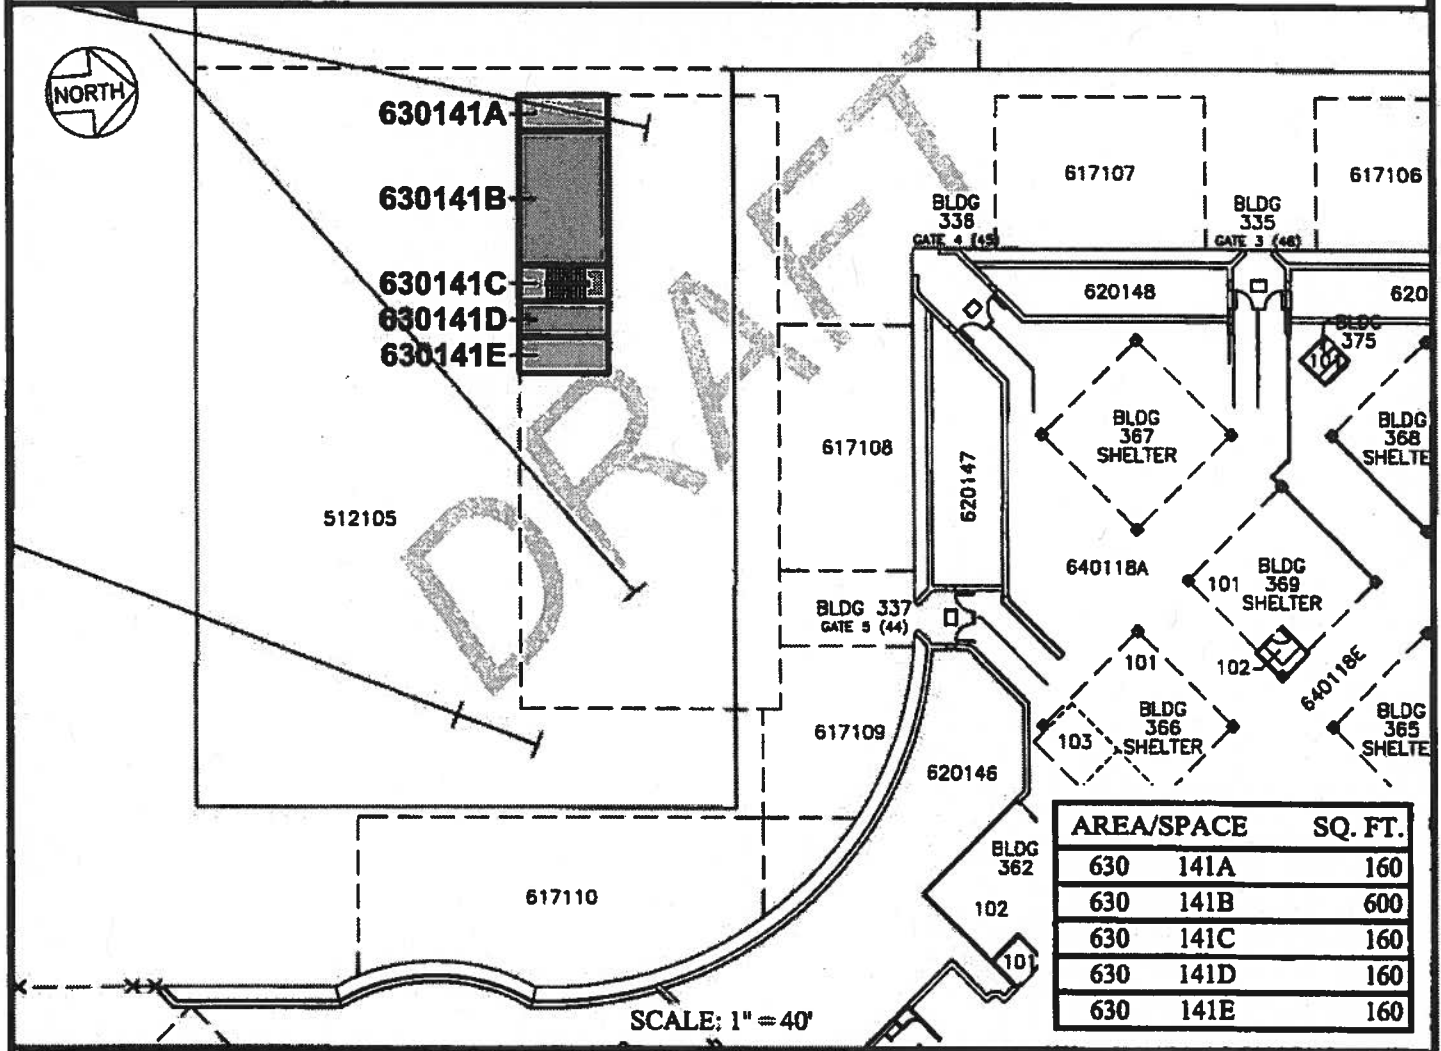 NORTH
630141A
630141B
630141C
630141D
630141E
DRAFT
512105
617107
617106
BLDG
338
GATE 4 (45)
BLDG
335
GATE 3 (46)
620148
620
BLDG
375
617108
620147
BLDG
367
SHELTER
BLDG
368
SHELTE
640118A
101
BLDG
369
SHELTER
BLDG 337
GATE 5 (44)
101
102
640118E
BLDG
366
SHELTER
103
BLDG
365
SHELTE
617109
620146
BLDG
362
102
101
617110
SCALE: 1" = 40'
AREA/SPACE SQ. FT.
630 141A 160
630 141B 600
630 141C 160
630 141D 160
630 141E 160